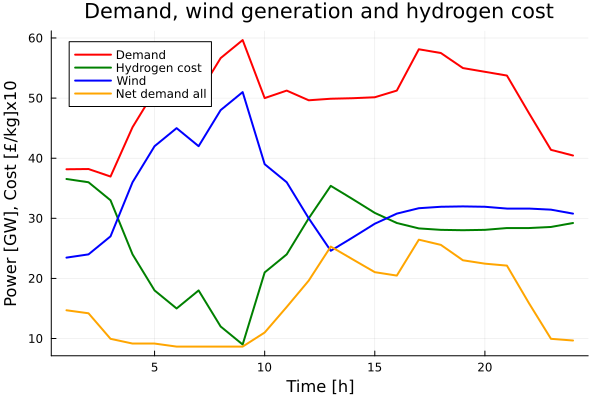 Demand, wind generation and hydrogen cost
Power [GW], Cost [£/kg]x10
60
50
40
30
20
10
Demand
Hydrogen cost
Wind
Net demand all
5
10
15
20
Time [h]